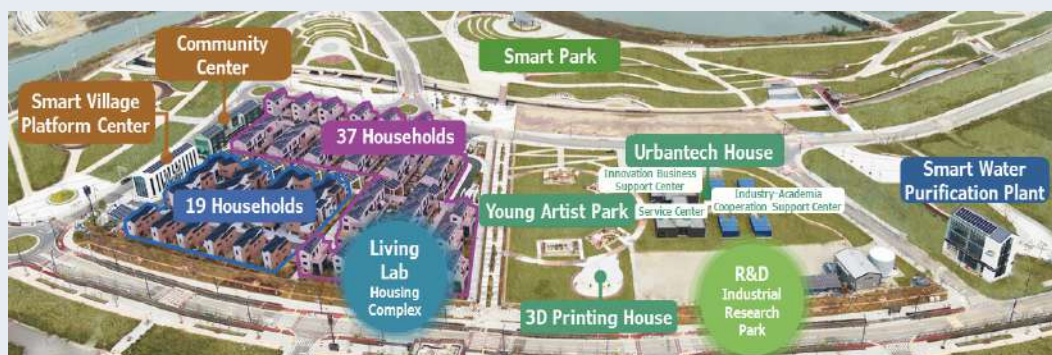 Community
Center
Smart Park
Smart Village
Platform Center
37 Households
Urbantech House
Innovation Business
Support Center
Smart Water
Purification Plant
19 Households
Young Artist Park
Service Center
Industry-Academia
Cooperation Support Center
Living
Lab
Housing
Complex
R&D
Industrial
Research
Park
3D Printing House